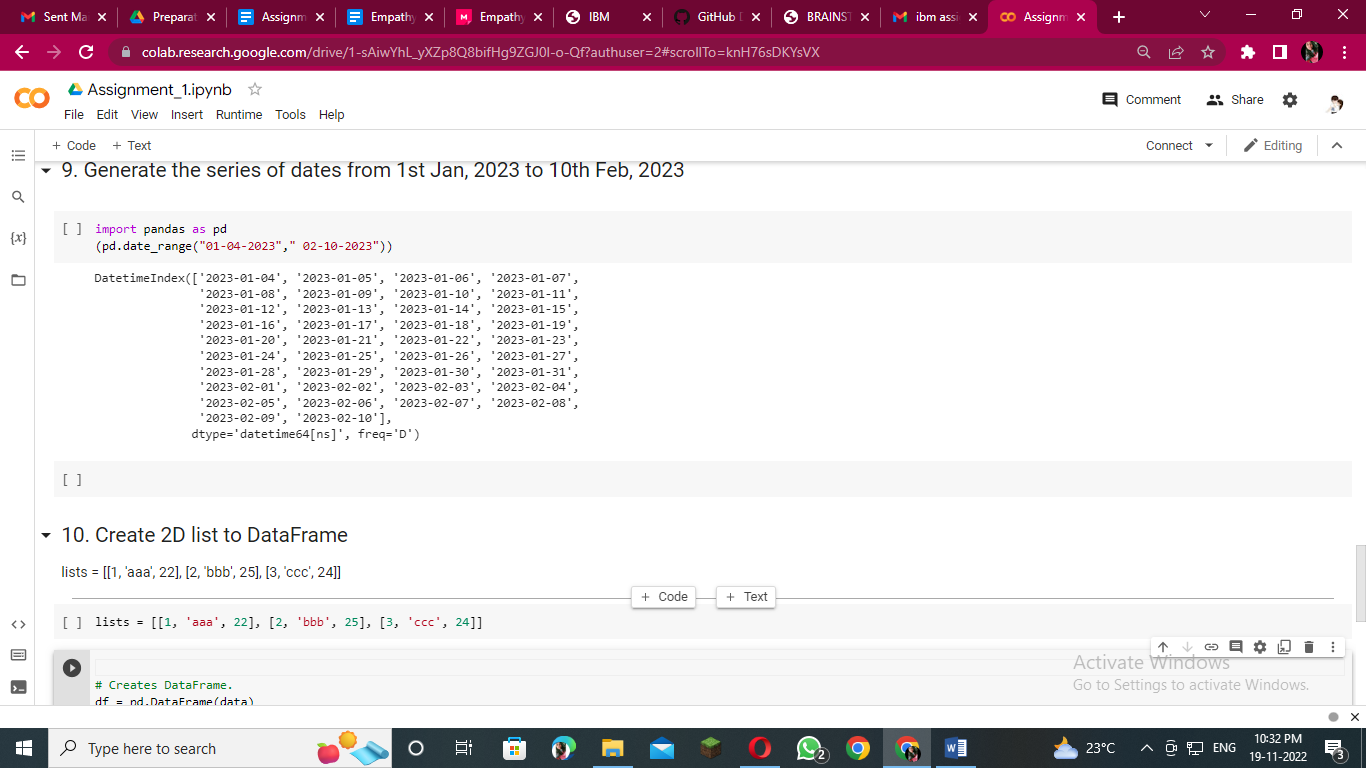 Sent Ma
Preparat
Assignm
Empathy
Empathy
IBM
GitHub
BRAINST
ibm assi
Assignm
colab.research.google.com/drive/1-sAiwYhL_yXZp8Q8bifHg9ZGJ0l-o-Qf?authuser=2#scrollTo=knH76sDKYsVX
Assignment_1.ipynb
File Edit View Insert Runtime Tools Help
Comment Share
+ Code + Text
Connect Editing
9. Generate the series of dates from 1st Jan, 2023 to 10th Feb, 2023
[ ] import pandas as pd
(pd.date_range("01-04-2023"," 02-10-2023"))
DatetimeIndex(['2023-01-04', '2023-01-05', '2023-01-06', '2023-01-07',
'2023-01-08', '2023-01-09', '2023-01-10', '2023-01-11',
'2023-01-12', '2023-01-13', '2023-01-14', '2023-01-15',
'2023-01-16', '2023-01-17', '2023-01-18', '2023-01-19',
'2023-01-20', '2023-01-21', '2023-01-22', '2023-01-23',
'2023-01-24', '2023-01-25', '2023-01-26', '2023-01-27',
'2023-01-28', '2023-01-29', '2023-01-30', '2023-01-31',
'2023-02-01', '2023-02-02', '2023-02-03', '2023-02-04',
'2023-02-05', '2023-02-06', '2023-02-07', '2023-02-08',
'2023-02-09', '2023-02-10'],
dtype='datetime64[ns]', freq='D')
[ ]
10. Create 2D list to DataFrame
lists = [[1, 'aaa', 22], [2, 'bbb', 25], [3, 'ccc', 24]]
+ Code + Text
[ ] lists = [[1, 'aaa', 22], [2, 'bbb', 25], [3, 'ccc', 24]]
# Creates DataFrame.
df = pd.DataFrame(data)
Activate Windows
Go to Settings to activate Windows.
Type here to search
2
23°C
ENG
10:32 PM
19-11-2022
3